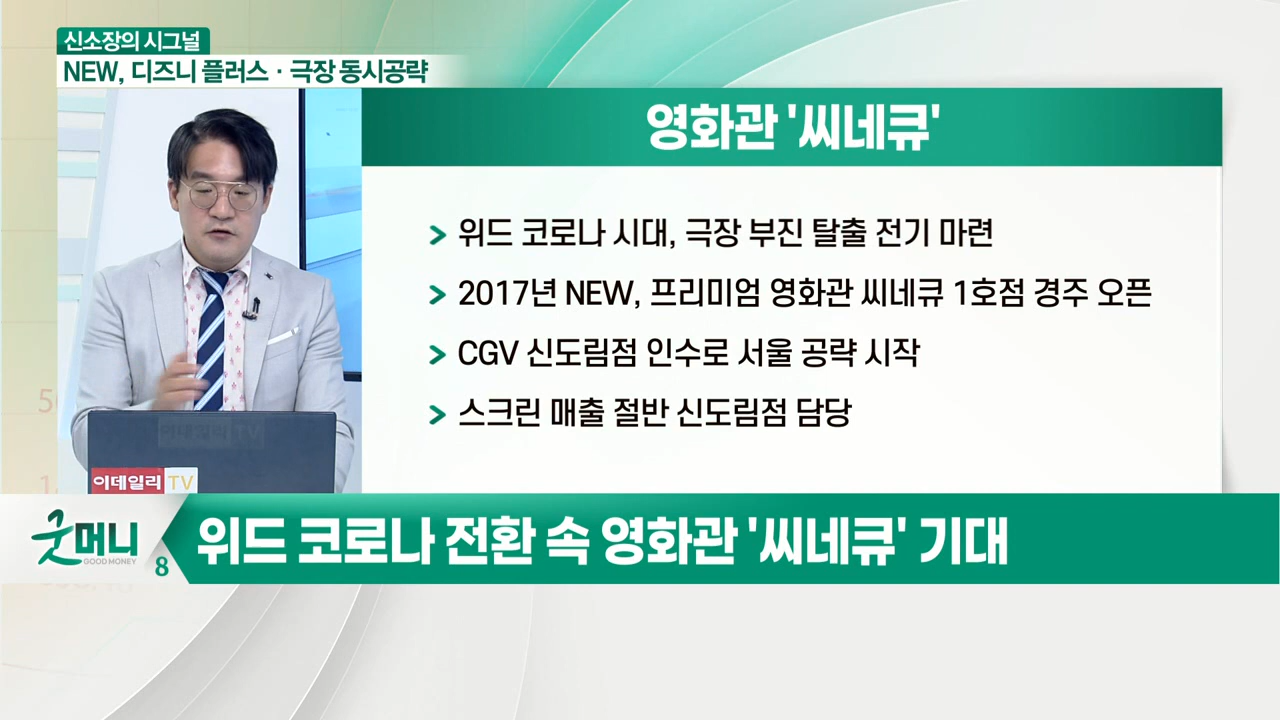 신소장의 시그널
NEW, 디즈니 플러스 · 극장 동시공략
영화관 '씨네큐'
위드 코로나 시대, 극장 부진 탈출 전기 마련
2017년 NEW, 프리미엄 영화관 씨네큐 1호점 경주 오픈
CGV 신도림점 인수로 서울 공략 시작
스크린 매출 절반 신도림점 담당
이데일리 TV
이데일리 TV
굿머니
GOOD MONEY
8
위드 코로나 전환 속 영화관 '씨네큐' 기대